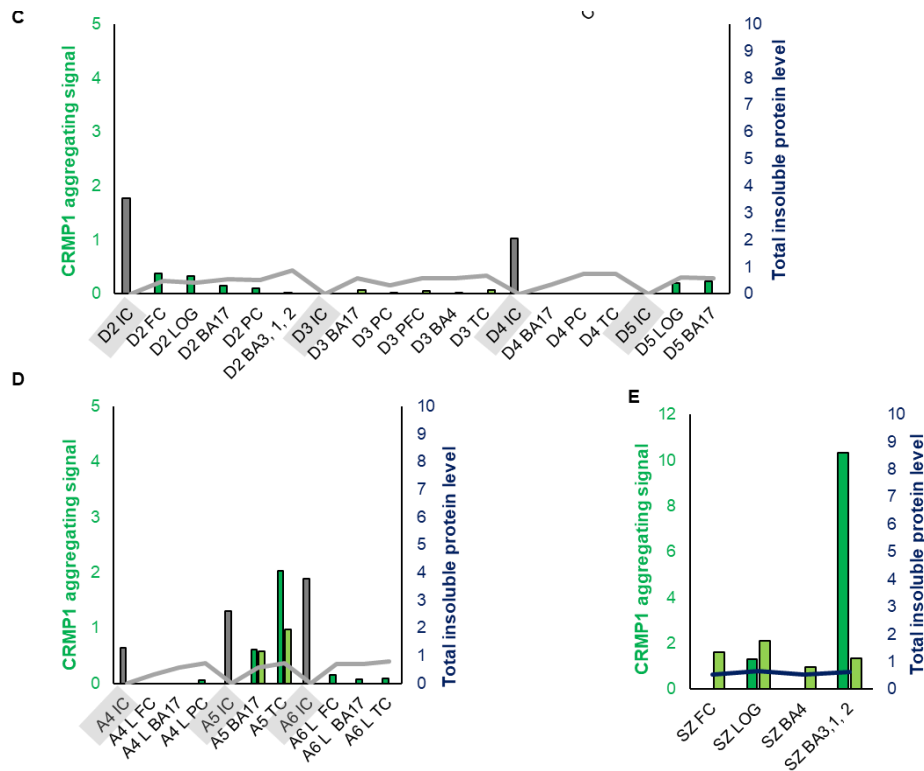 C
CRMP1 aggregating signal
5
4
3
2
1
0
Total insoluble protein level
10
9
8
7
6
5
4
3
2
1
0
D2 IC
D2 FC
D2 LOG
D2 BA17
D2 PC
D2 BA3, 1, 2
D3 IC
D3 BA17
D3 PC
D3 PFC
D3 BA4
D3 TC
D4 IC
D4 BA17
D4 PC
D4 TC
D5 IC
D5 LOG
D5 BA17
D
CRMP1 aggregating signal
5
4
3
2
1
0
Total insoluble protein level
10
9
8
7
6
5
4
3
2
1
0
A4 IC
A4 L FC
A4 L BA17
A4 L PC
A5 IC
A5 BA17
A5 TC
A6 IC
A6 L FC
A6 L BA17
A6 L TC
E
CRMP1 aggregating signal
12
10
8
6
4
2
0
Total insoluble protein level
10
9
8
7
6
5
4
3
2
1
0
SZ FC
SZ LOG
SZ BA4
SZ BA3,1, 2